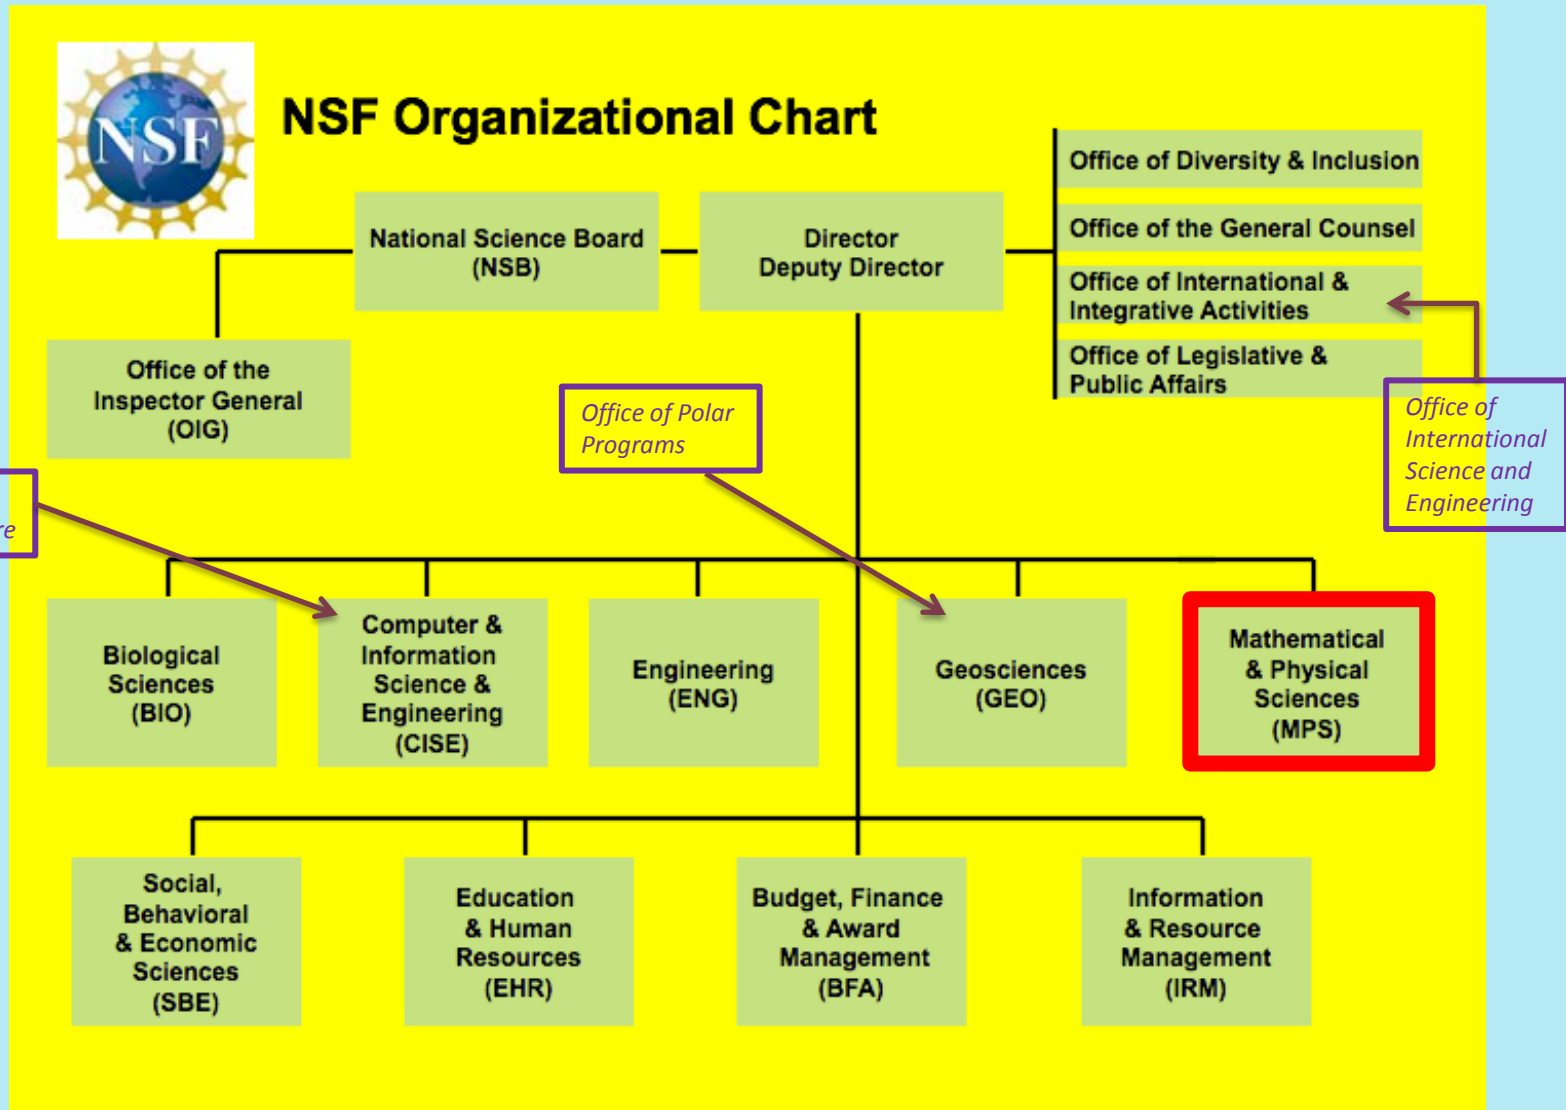 NSF
NSF Organizational Chart
Office of Diversity & Inclusion
Office of the General Counsel
Office of International &
Integrative Activities
Office of Legislative &
Public Affairs
National Science Board
(NSB)
Director
Deputy Director
Office of the
Inspector General
(OIG)
Office of Polar
Programs
Office of
International
Science and
Engineering
re
Biological
Sciences
(BIO)
Computer &
Information
Science &
Engineering
(CISE)
Engineering
(ENG)
Geosciences
(GEO)
Mathematical
& Physical
Sciences
(MPS)
Social,
Behavioral
& Economic
Sciences
(SBE)
Education
& Human
Resources
(EHR)
Budget, Finance
& Award
Management
(BFA)
Information
& Resource
Management
(IRM)